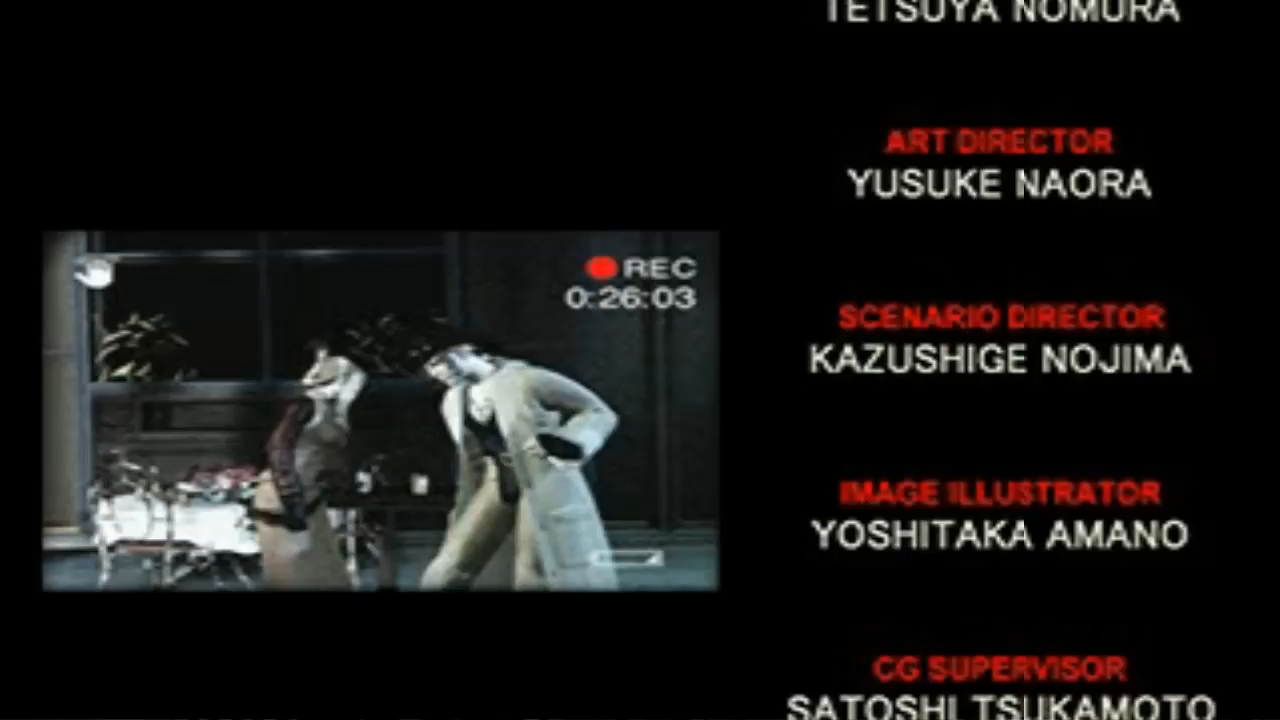 TETSUYA NOMURA
ART DIRECTOR
YUSUKE NAORA
SCENARIO DIRECTOR
KAZUSHIGE NOJIMA
IMAGE ILLUSTRATOR
YOSHITAKA AMANO
CG SUPERVISOR
SATOSHI TSUKAMOTO
REC
0:26:03